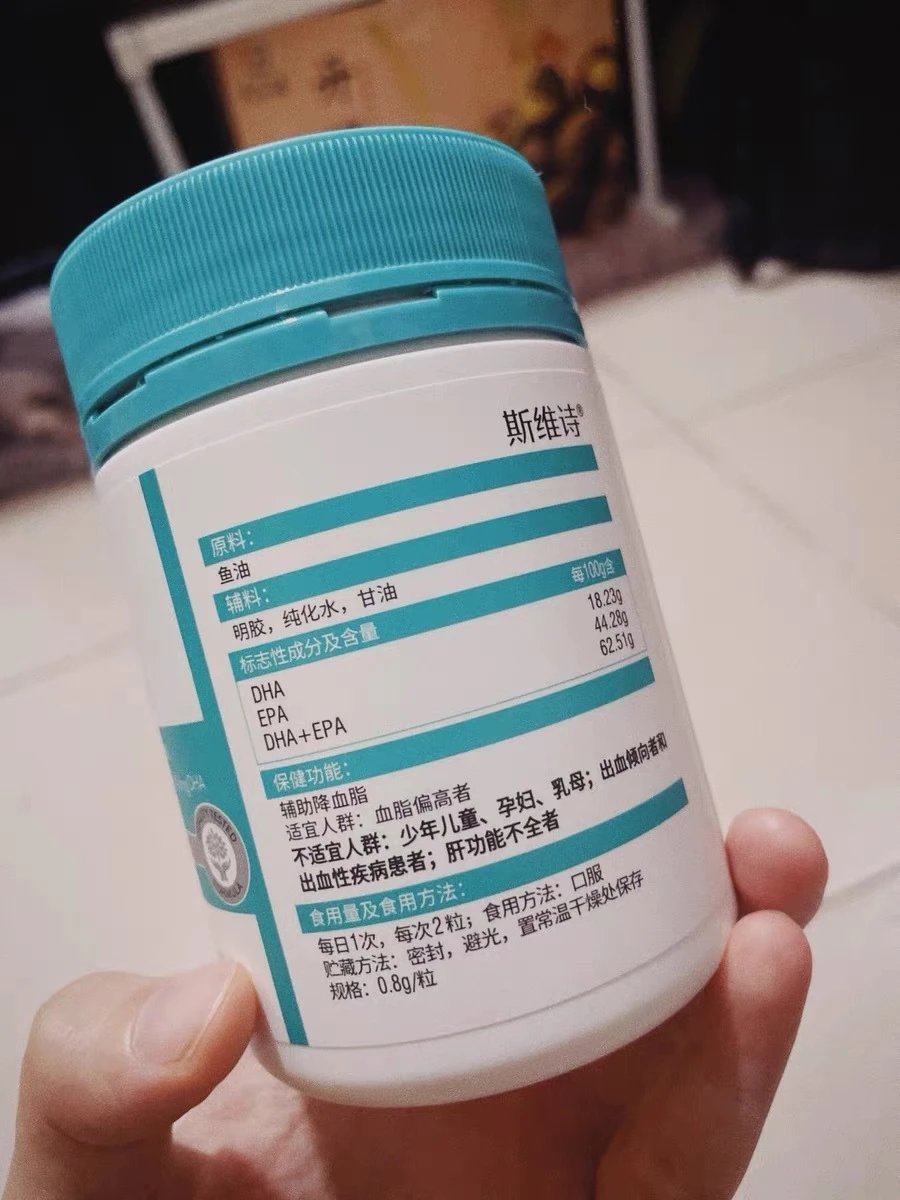 斯维诗®
原料：
鱼油
辅料：
明胶，纯化水，甘油
标志性成分及含量 每100g含
DHA 18.23g
EPA 44.28g
DHA+EPA 62.51g
保健功能：
辅助降血脂
适宜人群：血脂偏高者
不适宜人群：少年儿童、孕妇、乳母；出血倾向者和
出血性疾病患者；肝功能不全者
食用量及食用方法：
每日1次，每次2粒；食用方法：口服
贮藏方法：密封，避光，置常温干燥处保存
规格：0.8g/粒
DHA
TESTED